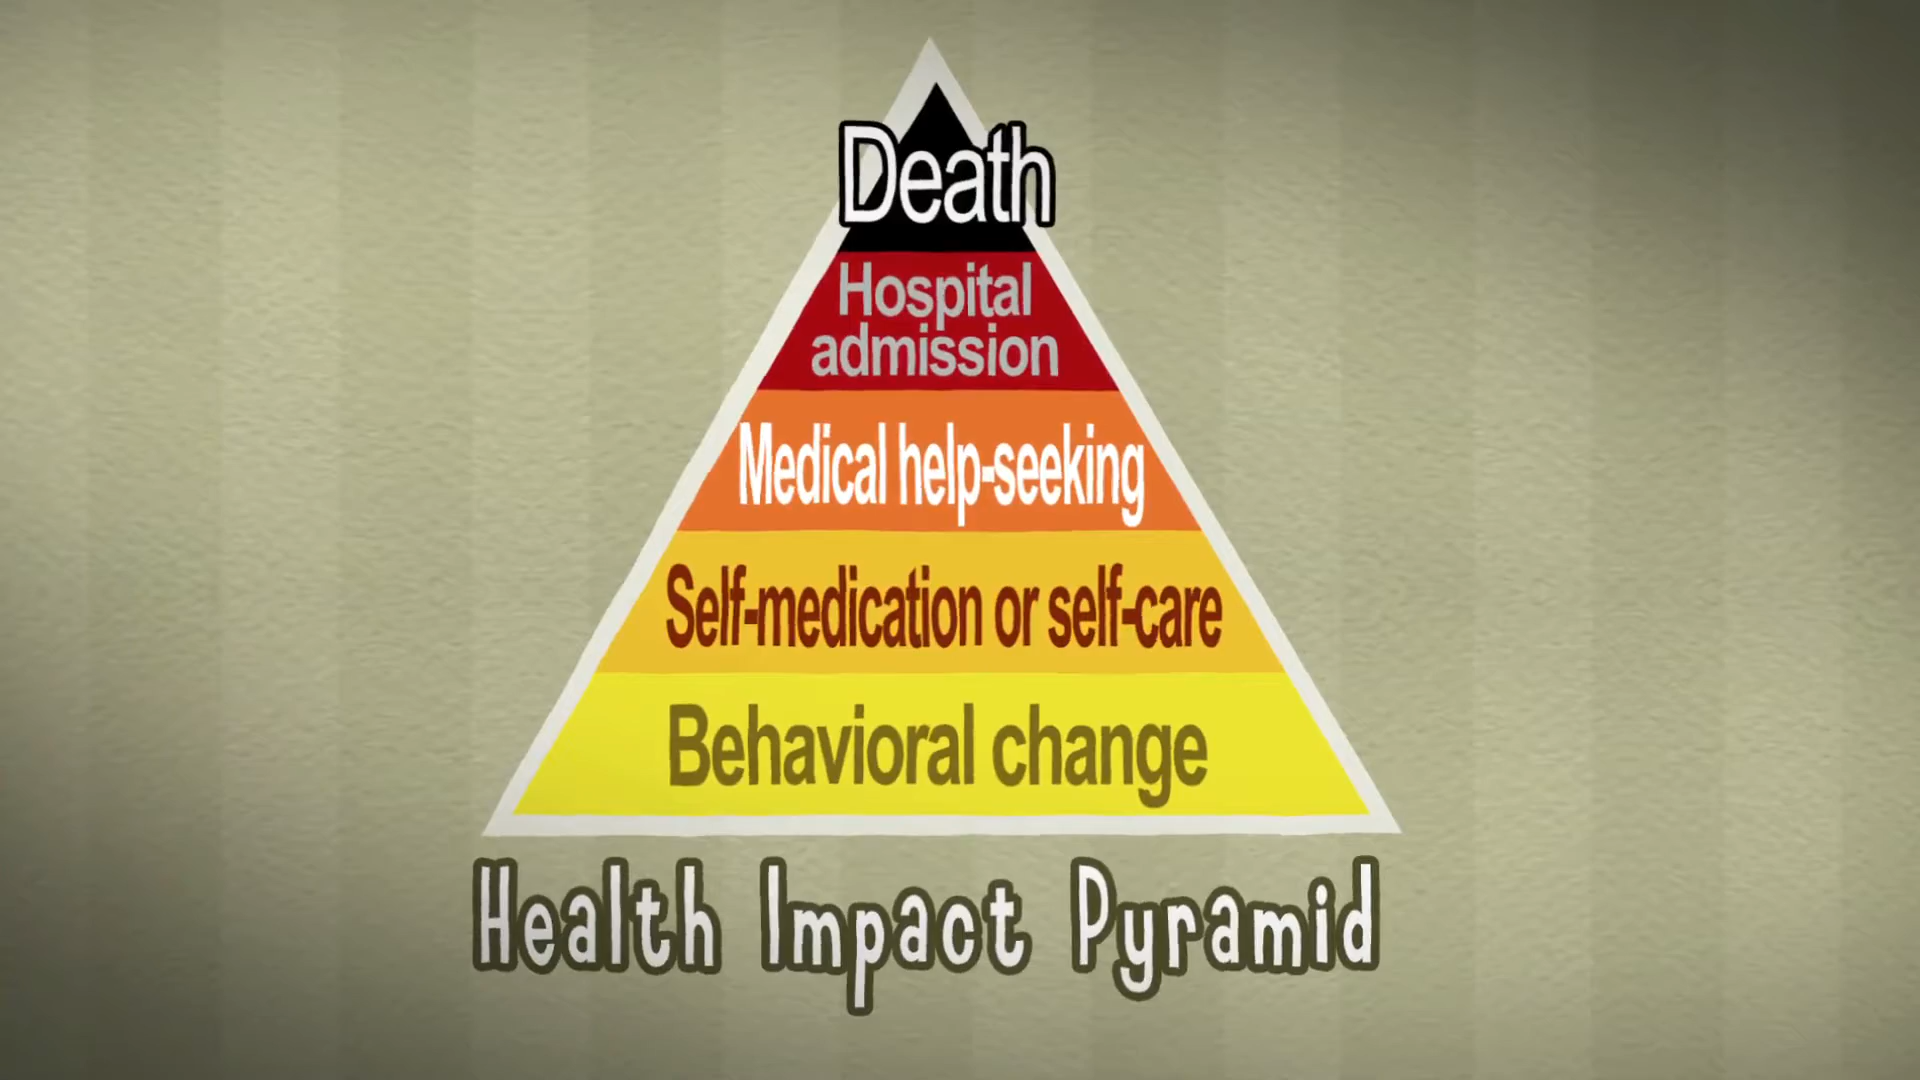 Death
Hospital
admission
Medical help-seeking
Self-medication or self-care
Behavioral change
Health Impact Pyramid